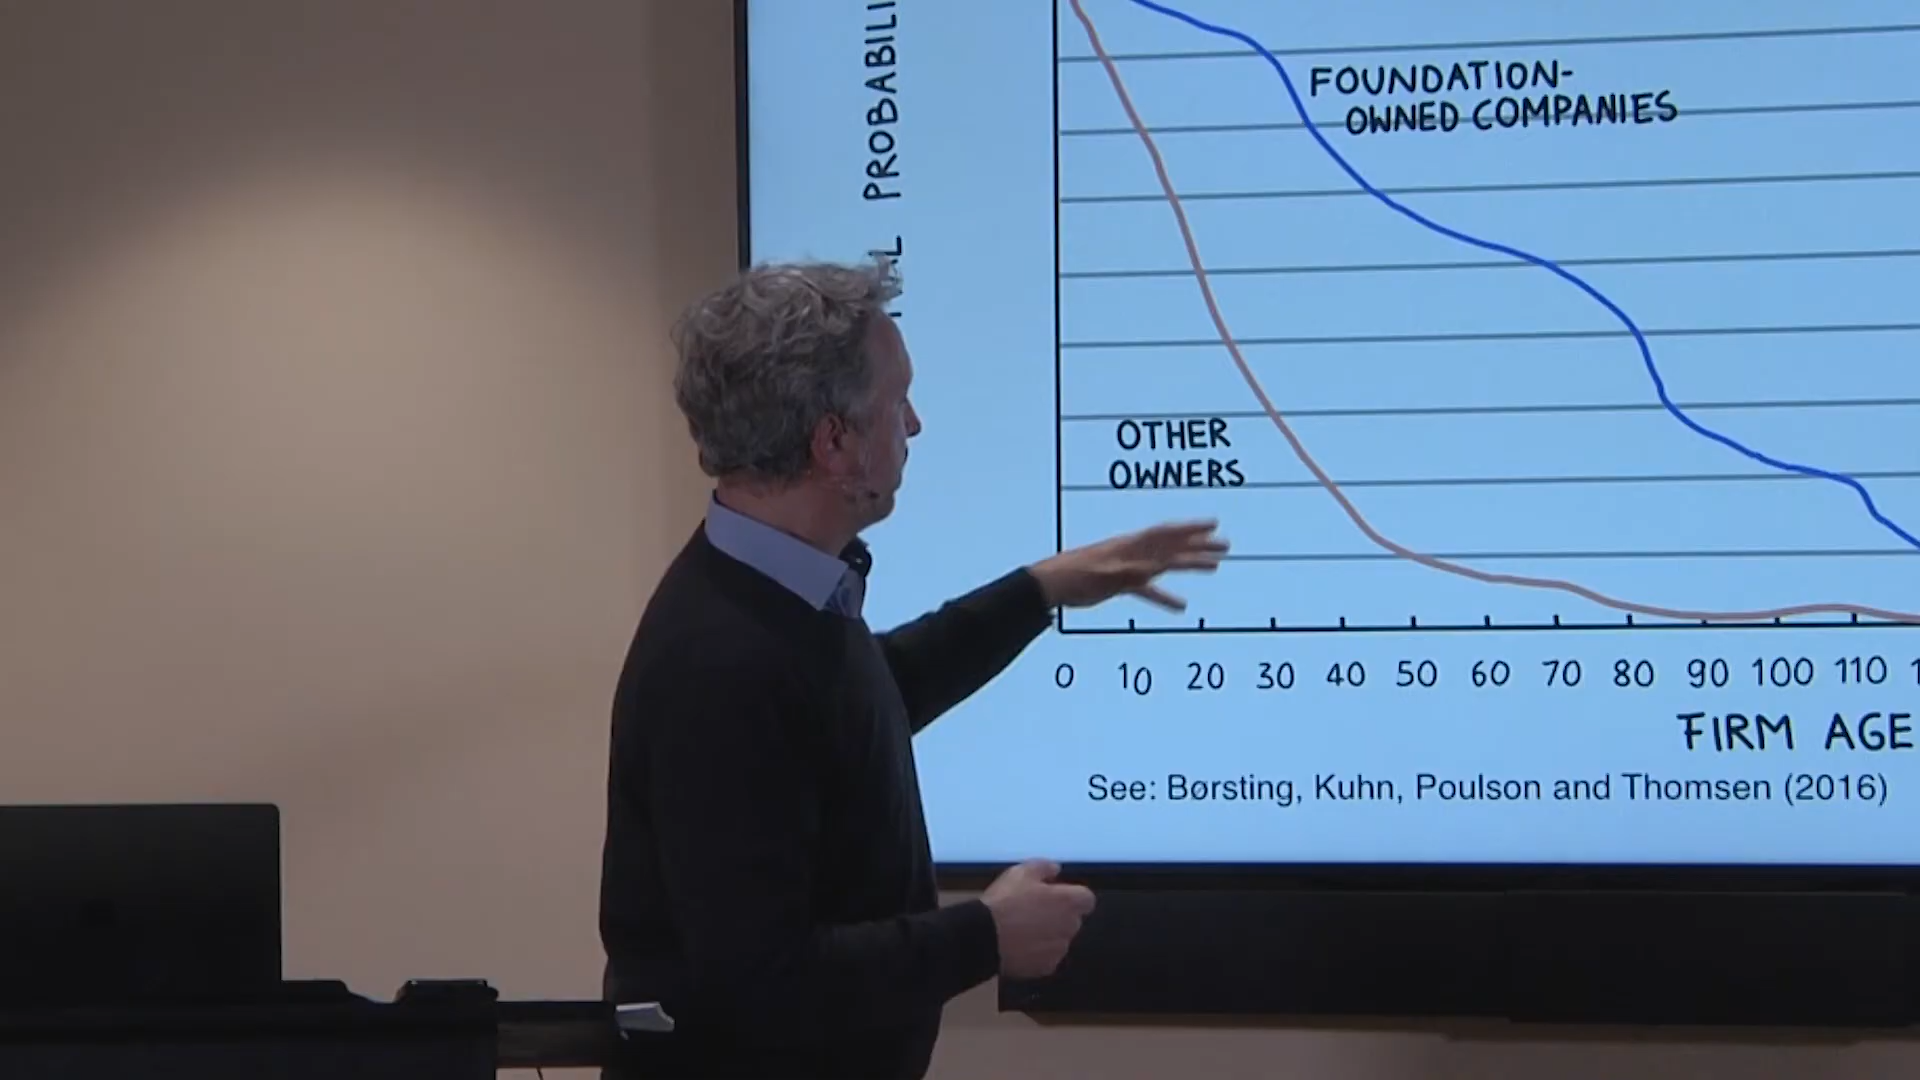 PROBABILI
FOUNDATION-
OWNED COMPANIES
OTHER
OWNERS
0 10 20 30 40 50 60 70 80 90 100 110
FIRM AGE
See: Børsting, Kuhn, Poulson and Thomsen (2016)